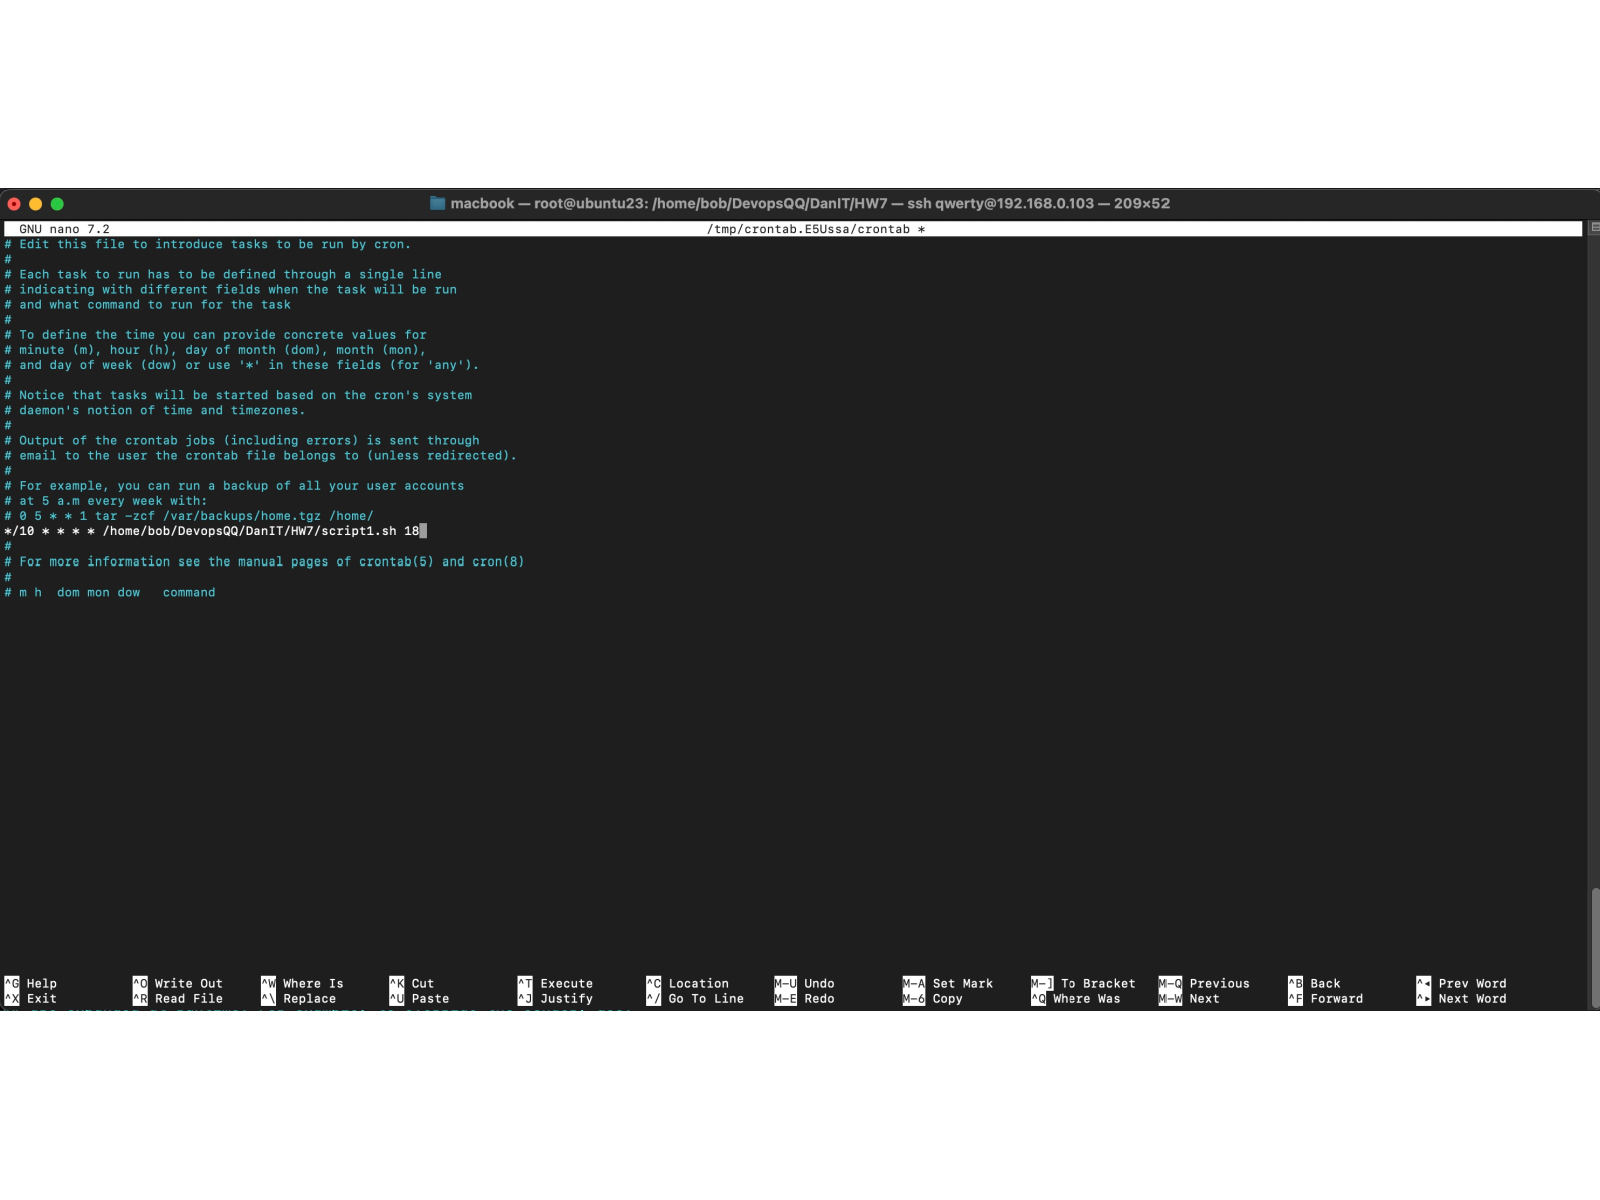 macbook — root@ubuntu23: /home/bob/DevopsQQ/DanIT/HW7 — ssh qwerty@192.168.0.103 — 209×52
GNU nano 7.2 /tmp/crontab.E5Ussa/crontab *
# Edit this file to introduce tasks to be run by cron.
#
# Each task to run has to be defined through a single line
# indicating with different fields when the task will be run
# and what command to run for the task
#
# To define the time you can provide concrete values for
# minute (m), hour (h), day of month (dom), month (mon),
# and day of week (dow) or use '*' in these fields (for 'any').
#
# Notice that tasks will be started based on the cron's system
# daemon's notion of time and timezones.
#
# Output of the crontab jobs (including errors) is sent through
# email to the user the crontab file belongs to (unless redirected).
#
# For example, you can run a backup of all your user accounts
# at 5 a.m every week with:
# 0 5 * * 1 tar -zcf /var/backups/home.tgz /home/
*/10 * * * * /home/bob/DevopsQQ/DanIT/HW7/script1.sh 18
#
# For more information see the manual pages of crontab(5) and cron(8)
#
# m h  dom mon dow   command
^G Help ^O Write Out ^W Where Is ^K Cut ^T Execute ^C Location M-U Undo M-A Set Mark M-] To Bracket M-Q Previous ^B Back ^◂ Prev Word
^X Exit ^R Read File ^\ Replace ^U Paste ^J Justify ^/ Go To Line M-E Redo M-6 Copy ^Q Where Was M-W Next ^F Forward ^▸ Next Word